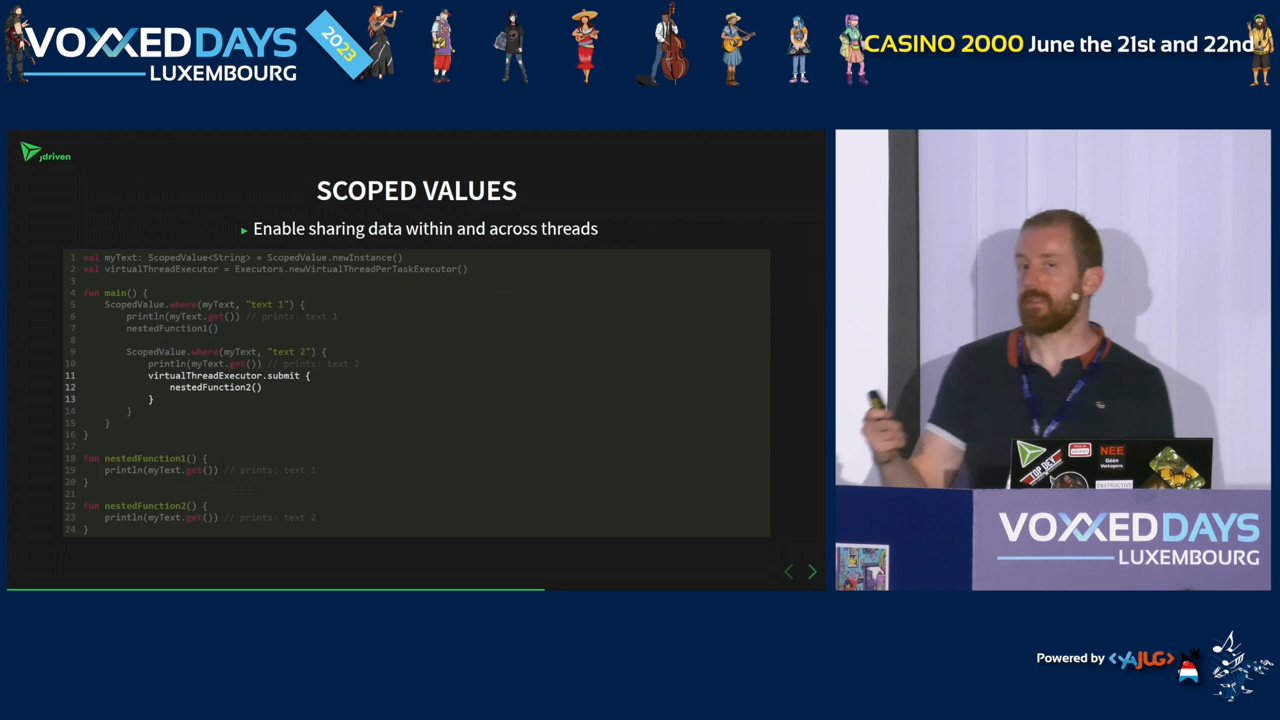 VOXXED DAYS
LUXEMBOURG
2023
CASINO 2000 June the 21st and 22nd
jdriven
SCOPED VALUES
Enable sharing data within and across threads
1 val myText: ScopedValue<String> = ScopedValue.newInstance()
2 val virtualThreadExecutor = Executors.newVirtualThreadPerTaskExecutor()
3
4 fun main() {
5 ScopedValue.where(myText, "text 1") {
6 println(myText.get()) // prints: text 1
7 nestedFunction1()
8
9 ScopedValue.where(myText, "text 2") {
10 println(myText.get()) // prints: text 2
11 virtualThreadExecutor.submit {
12 nestedFunction2()
13 }
14 }
15 }
16 }
17
18 fun nestedFunction1() {
19 println(myText.get()) // prints: text 1
20 }
21
22 fun nestedFunction2() {
23 println(myText.get()) // prints: text 2
24 }
TOP DEV
NEE
Géén
Verkopers
VOXXED DAYS
LUXEMBOURG
Powered by <YAJUG>